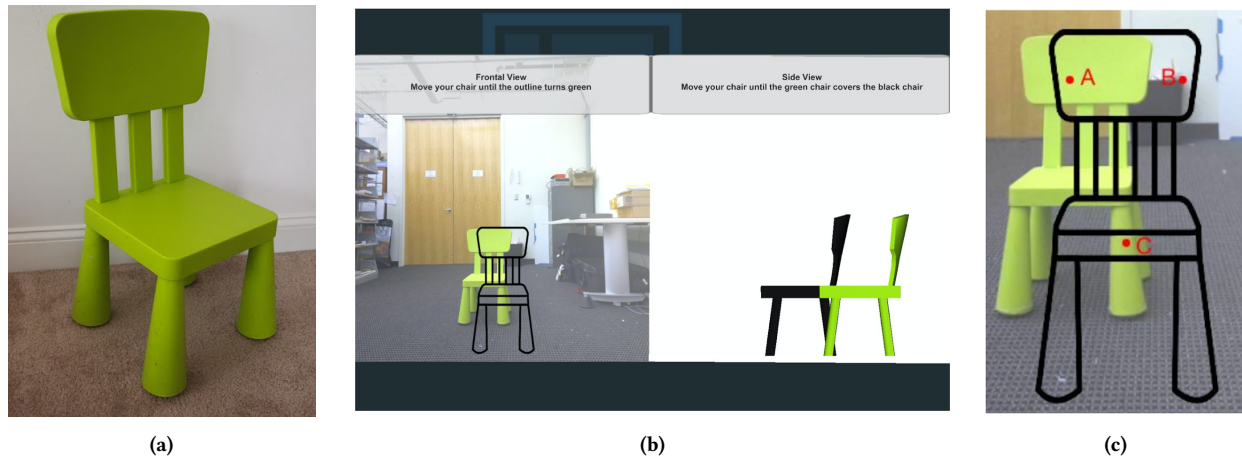 Frontal View
Move your chair until the outline turns green
Side View
Move your chair until the green chair covers the black chair
A
B
C
(a)
(b)
(c)